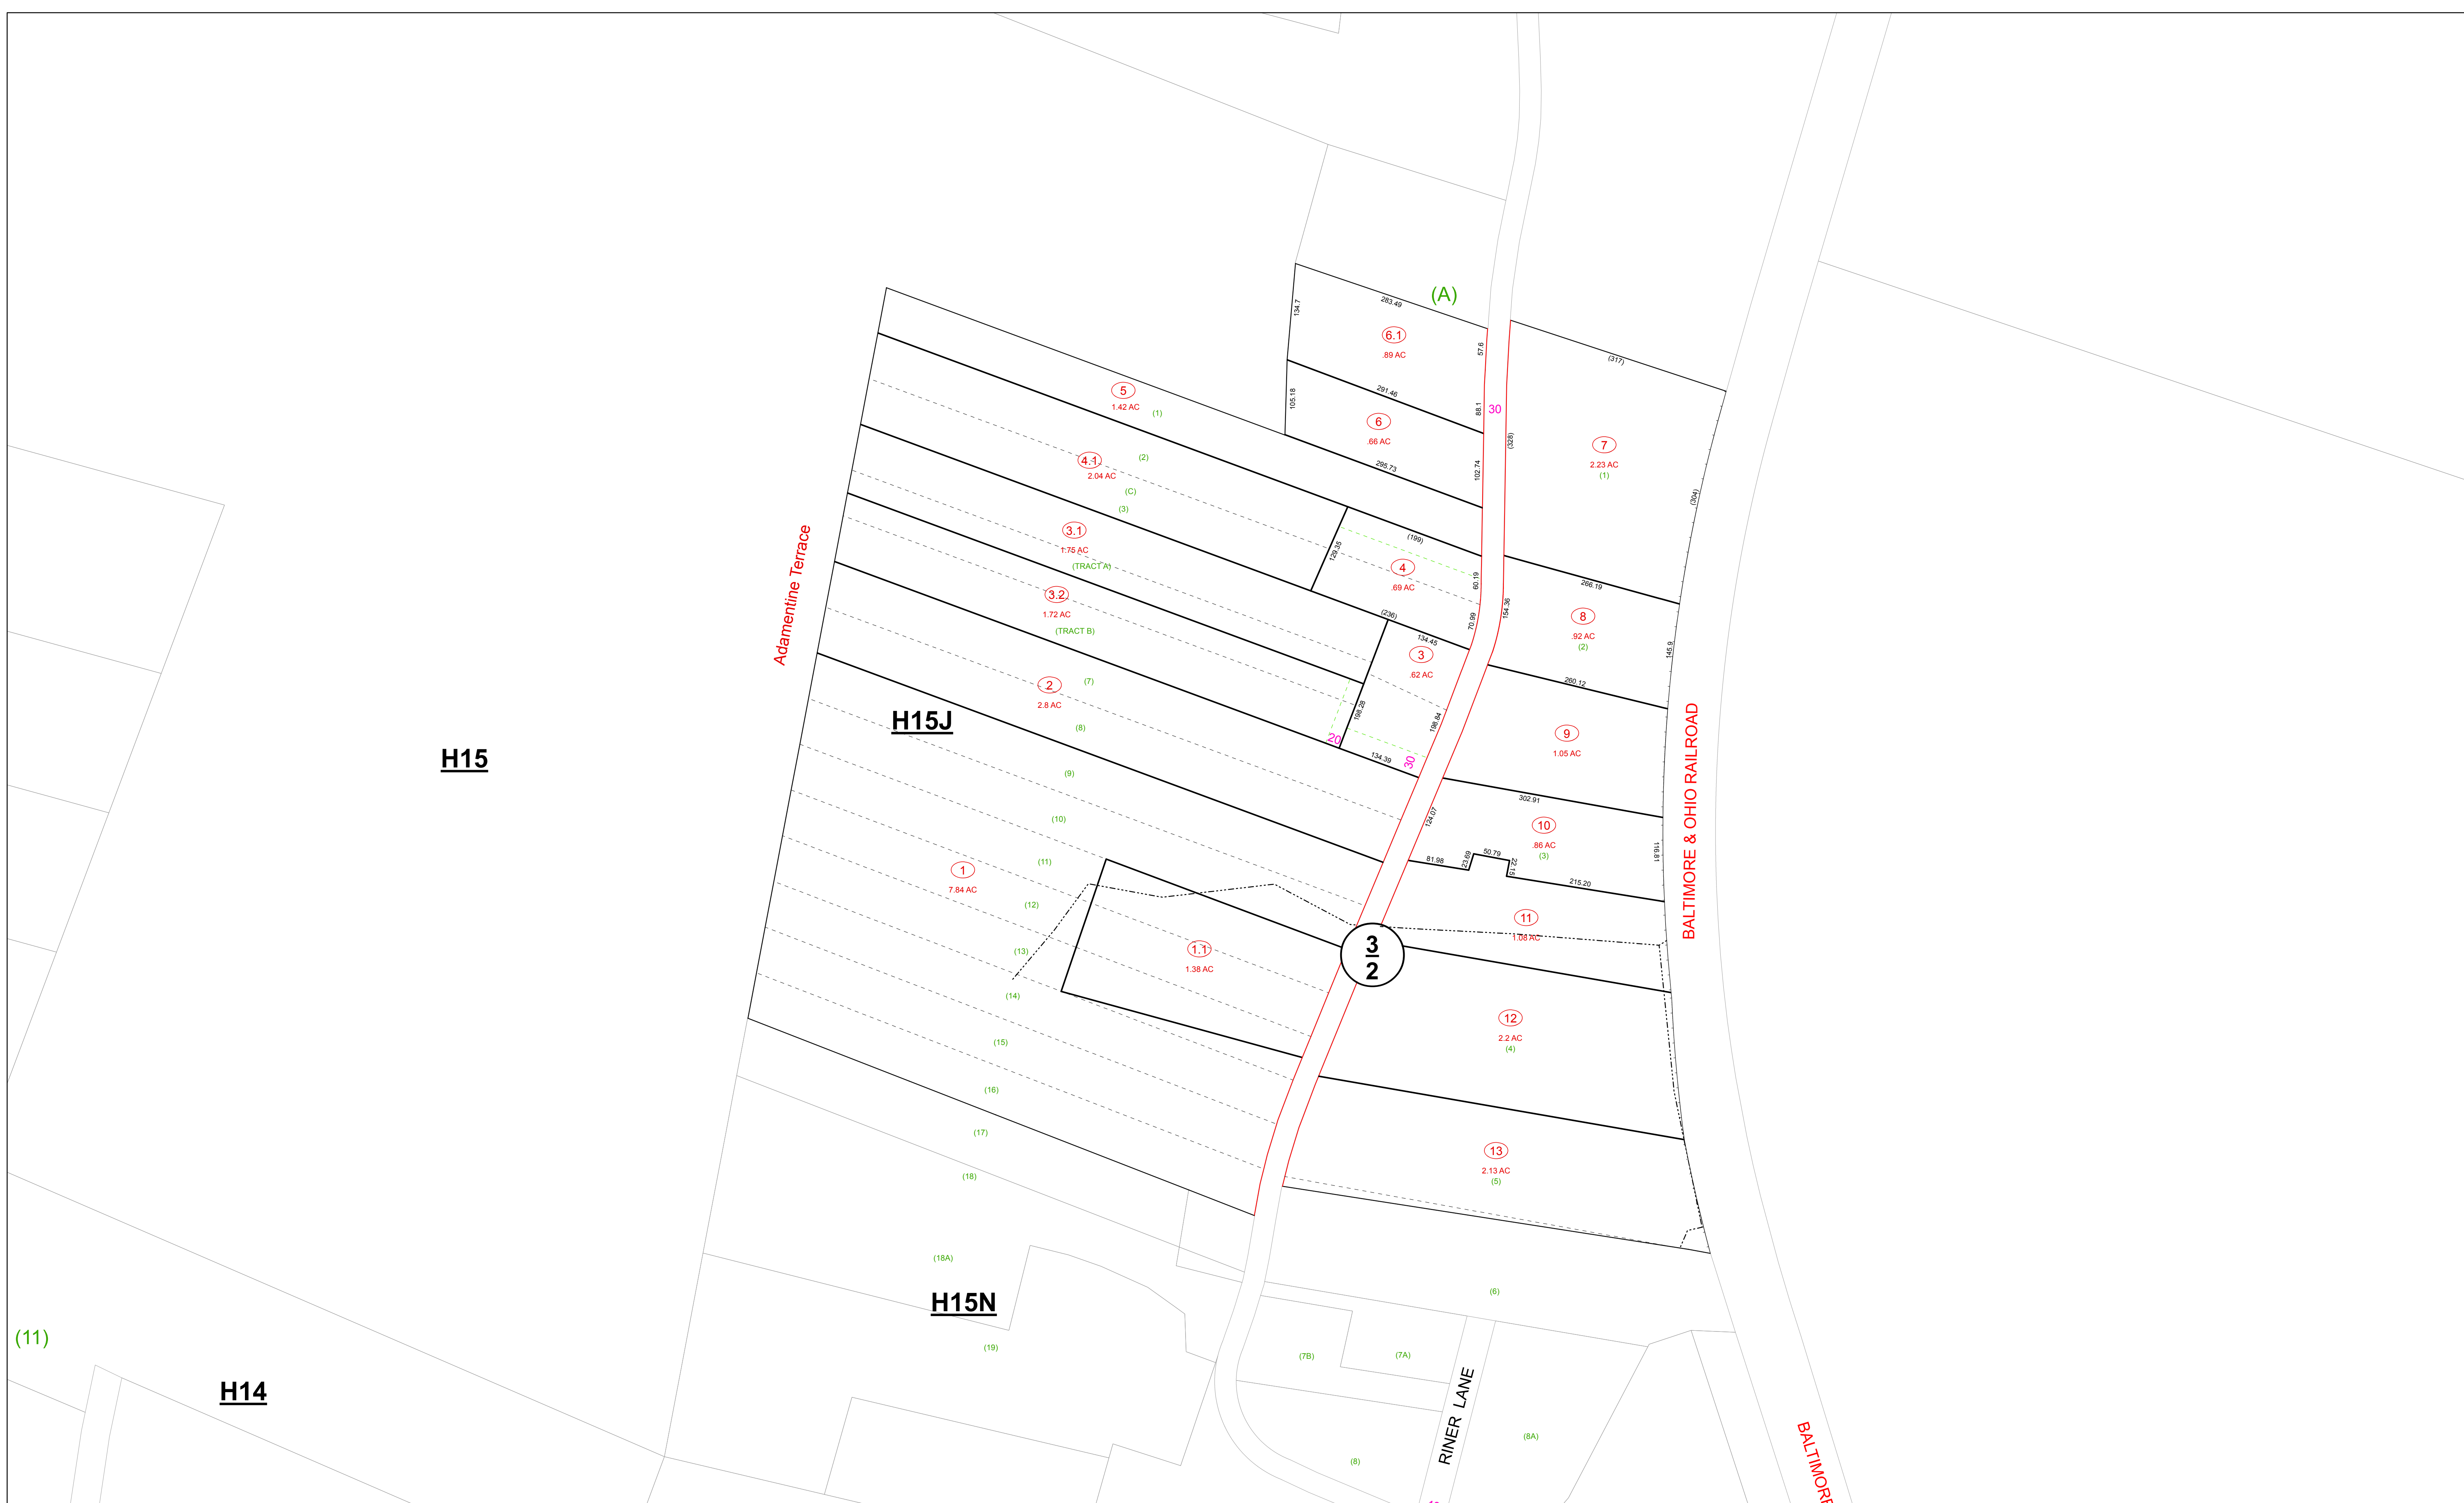 (A)
134.7
283.49
6.1
.89 AC
57.6
(317)
105.18
291.46
6
.66 AC
88.1
30
5
1.42 AC
(1)
295.73
102.74
(328)
7
2.23 AC
(1)
(304)
4.1
2.04 AC
(2)
(C)
(3)
129.35
(199)
4
.69 AC
60.19
70.99
154.36
266.19
8
.92 AC
(2)
145.9
3.1
1.75 AC
(TRACT A)
3.2
1.72 AC
(TRACT B)
(236)
134.45
3
.62 AC
198.28
198.84
20
30
134.39
260.12
9
1.05 AC
Adamentine Terrace
2
2.8 AC
(7)
(8)
H15J
H15
BALTIMORE & OHIO RAILROAD
302.91
124.07
10
.86 AC
(3)
116.81
81.98
23.69
50.79
22.15
215.20
(9)
(10)
(11)
1
7.84 AC
(12)
(13)
(14)
(15)
(16)
(17)
(18)
1.1
1.38 AC
3
2
11
1.08 AC
12
2.2 AC
(4)
13
2.13 AC
(5)
(18A)
H15N
(19)
(6)
(11)
H14
(7B)
(7A)
RINER LANE
(8)
(8A)